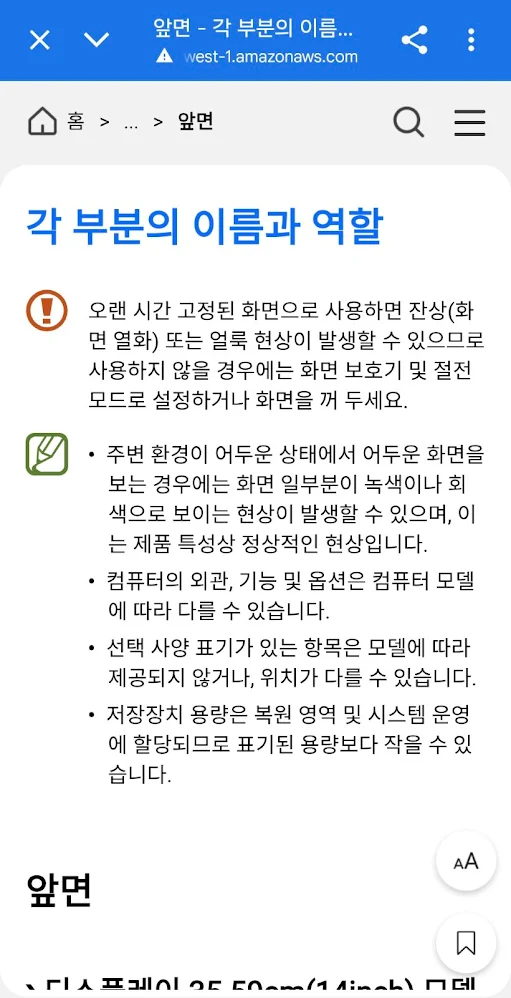 앞면 - 각 부분의 이름...
west-1.amazonaws.com
홈 > ... > 앞면
각 부분의 이름과 역할
오랜 시간 고정된 화면으로 사용하면 잔상(화
면 열화) 또는 얼룩 현상이 발생할 수 있으므로
사용하지 않을 경우에는 화면 보호기 및 절전
모드로 설정하거나 화면을 꺼 두세요.
• 주변 환경이 어두운 상태에서 어두운 화면을
보는 경우에는 화면 일부분이 녹색이나 회
색으로 보이는 현상이 발생할 수 있으며, 이
는 제품 특성상 정상적인 현상입니다.
• 컴퓨터의 외관, 기능 및 옵션은 컴퓨터 모델
에 따라 다를 수 있습니다.
• 선택 사양 표기가 있는 항목은 모델에 따라
제공되지 않거나, 위치가 다를 수 있습니다.
• 저장장치 용량은 복원 영역 및 시스템 운영
에 할당되므로 표기된 용량보다 작을 수 있
습니다.
AA
앞면
› 디스플레이 35.59cm(14inch) 모델